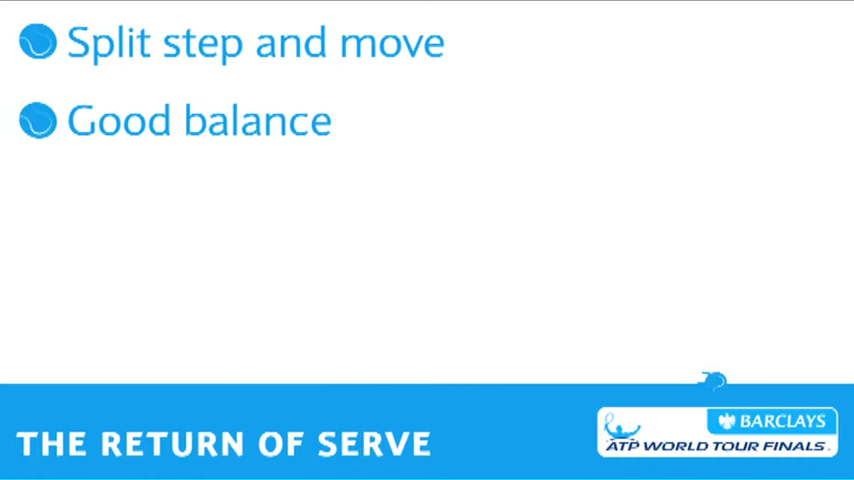 Split step and move
Good balance
THE RETURN OF SERVE
BARCLAYS
ATP WORLD TOUR FINALS